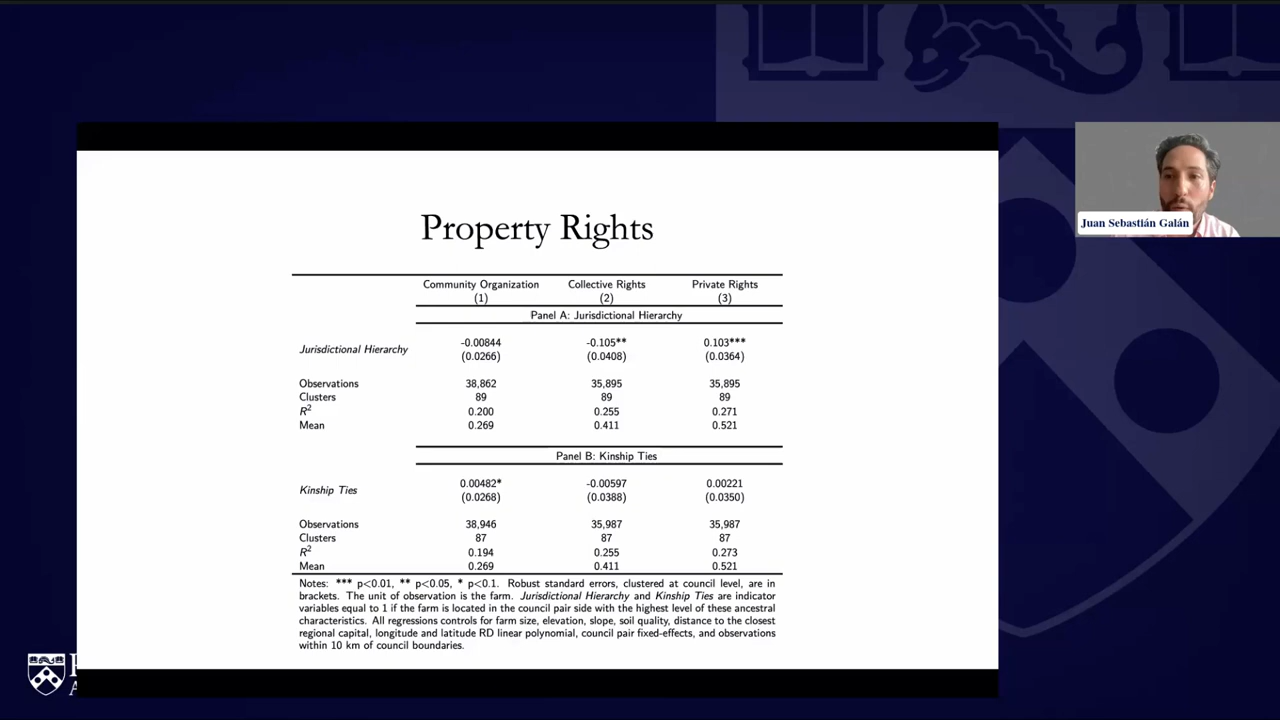 Property Rights
Community Organization Collective Rights Private Rights
(1) (2) (3)
Panel A: Jurisdictional Hierarchy
Jurisdictional Hierarchy -0.00844 -0.105** 0.103***
(0.0266) (0.0408) (0.0364)
Observations 38,862 35,895 35,895
Clusters 89 89 89
R² 0.200 0.255 0.271
Mean 0.269 0.411 0.521
Panel B: Kinship Ties
Kinship Ties 0.00482* -0.00597 0.00221
(0.0268) (0.0388) (0.0350)
Observations 38,946 35,987 35,987
Clusters 87 87 87
R² 0.194 0.255 0.273
Mean 0.269 0.411 0.521
Notes: *** p<0.01, ** p<0.05, * p<0.1. Robust standard errors, clustered at council level, are in
brackets. The unit of observation is the farm. Jurisdictional Hierarchy and Kinship Ties are indicator
variables equal to 1 if the farm is located in the council pair side with the highest level of these ancestral
characteristics. All regressions controls for farm size, elevation, slope, soil quality, distance to the closest
regional capital, longitude and latitude RD linear polynomial, council pair fixed-effects, and observations
within 10 km of council boundaries.
Juan Sebastián Galán